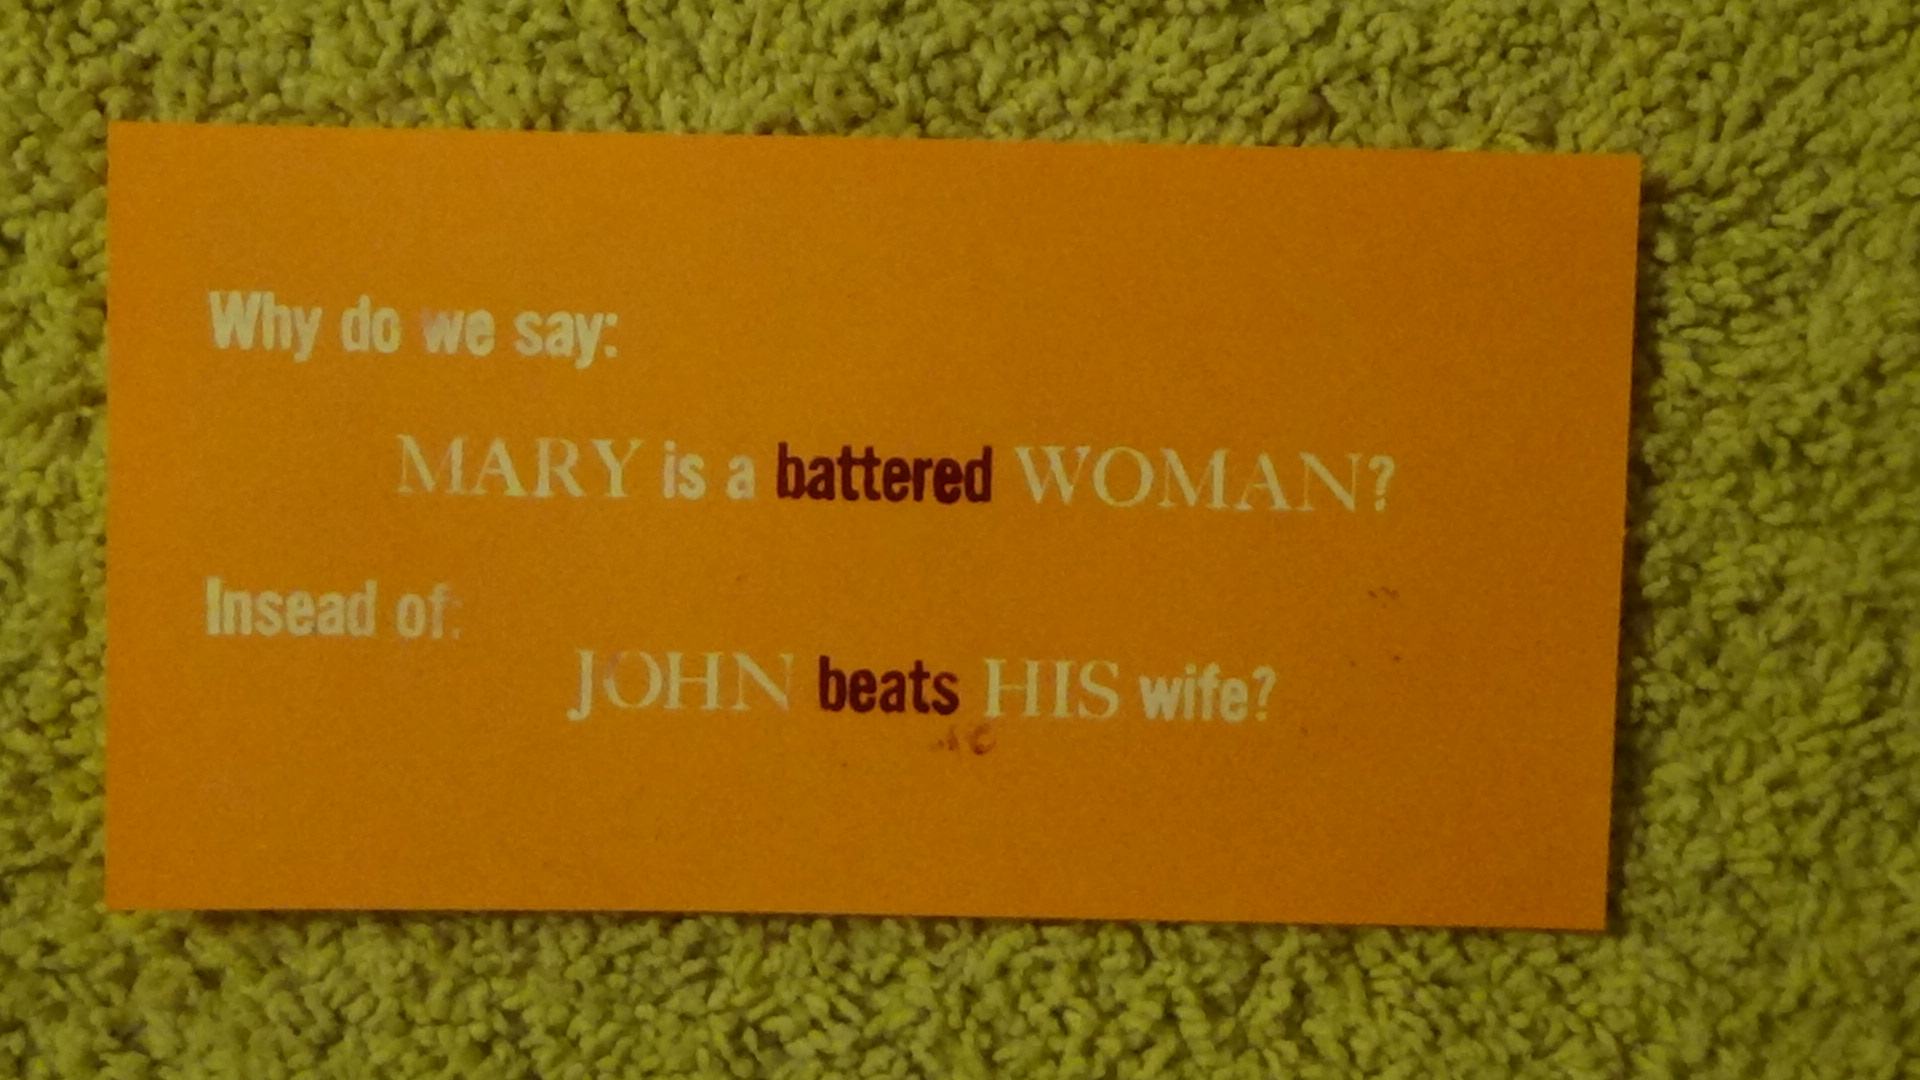 Why do we say:
MARY is a battered WOMAN?
Insead of:
JOHN beats HIS wife?